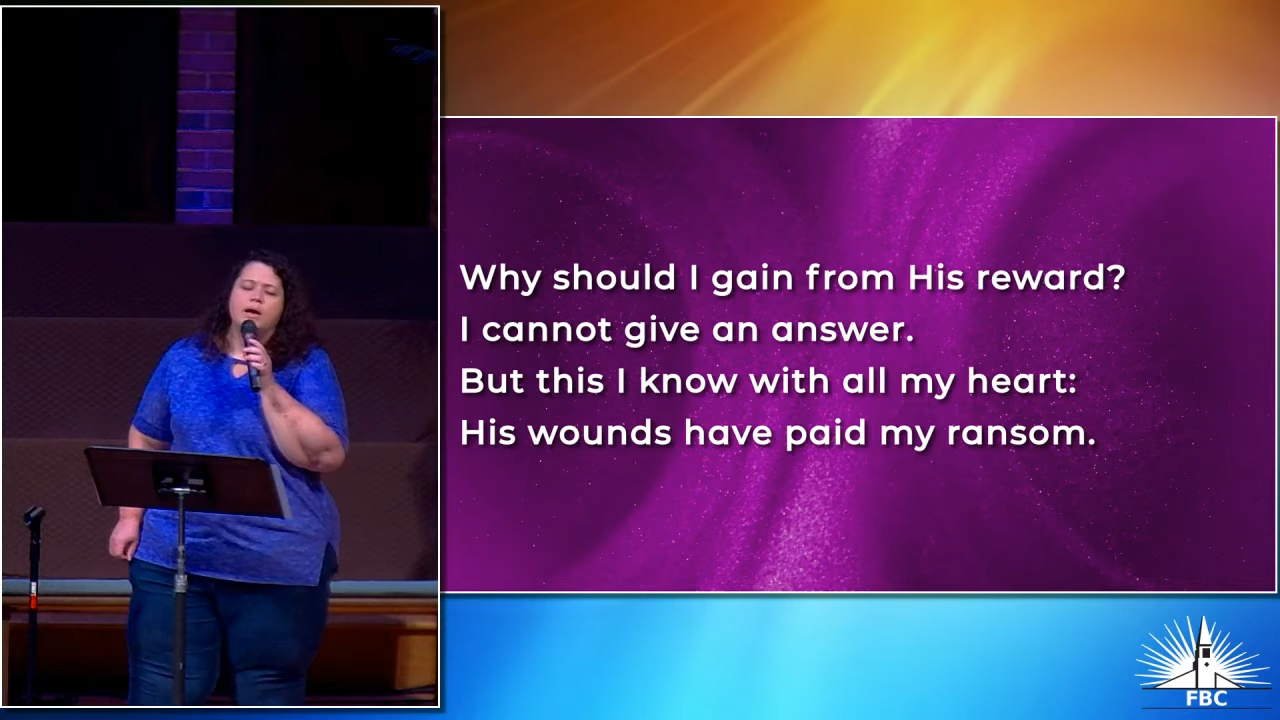 Why should I gain from His reward?
I cannot give an answer.
But this I know with all my heart:
His wounds have paid my ransom.
FBC